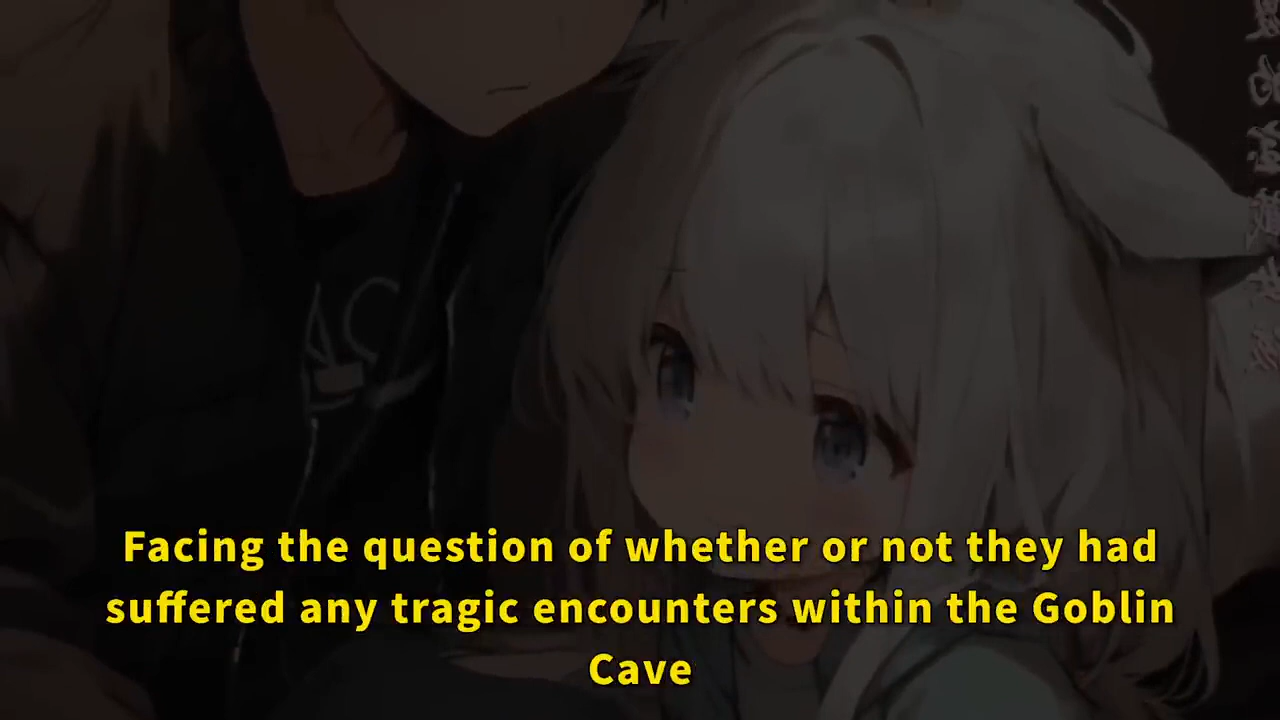 Facing the question of whether or not they had
suffered any tragic encounters within the Goblin
Cave